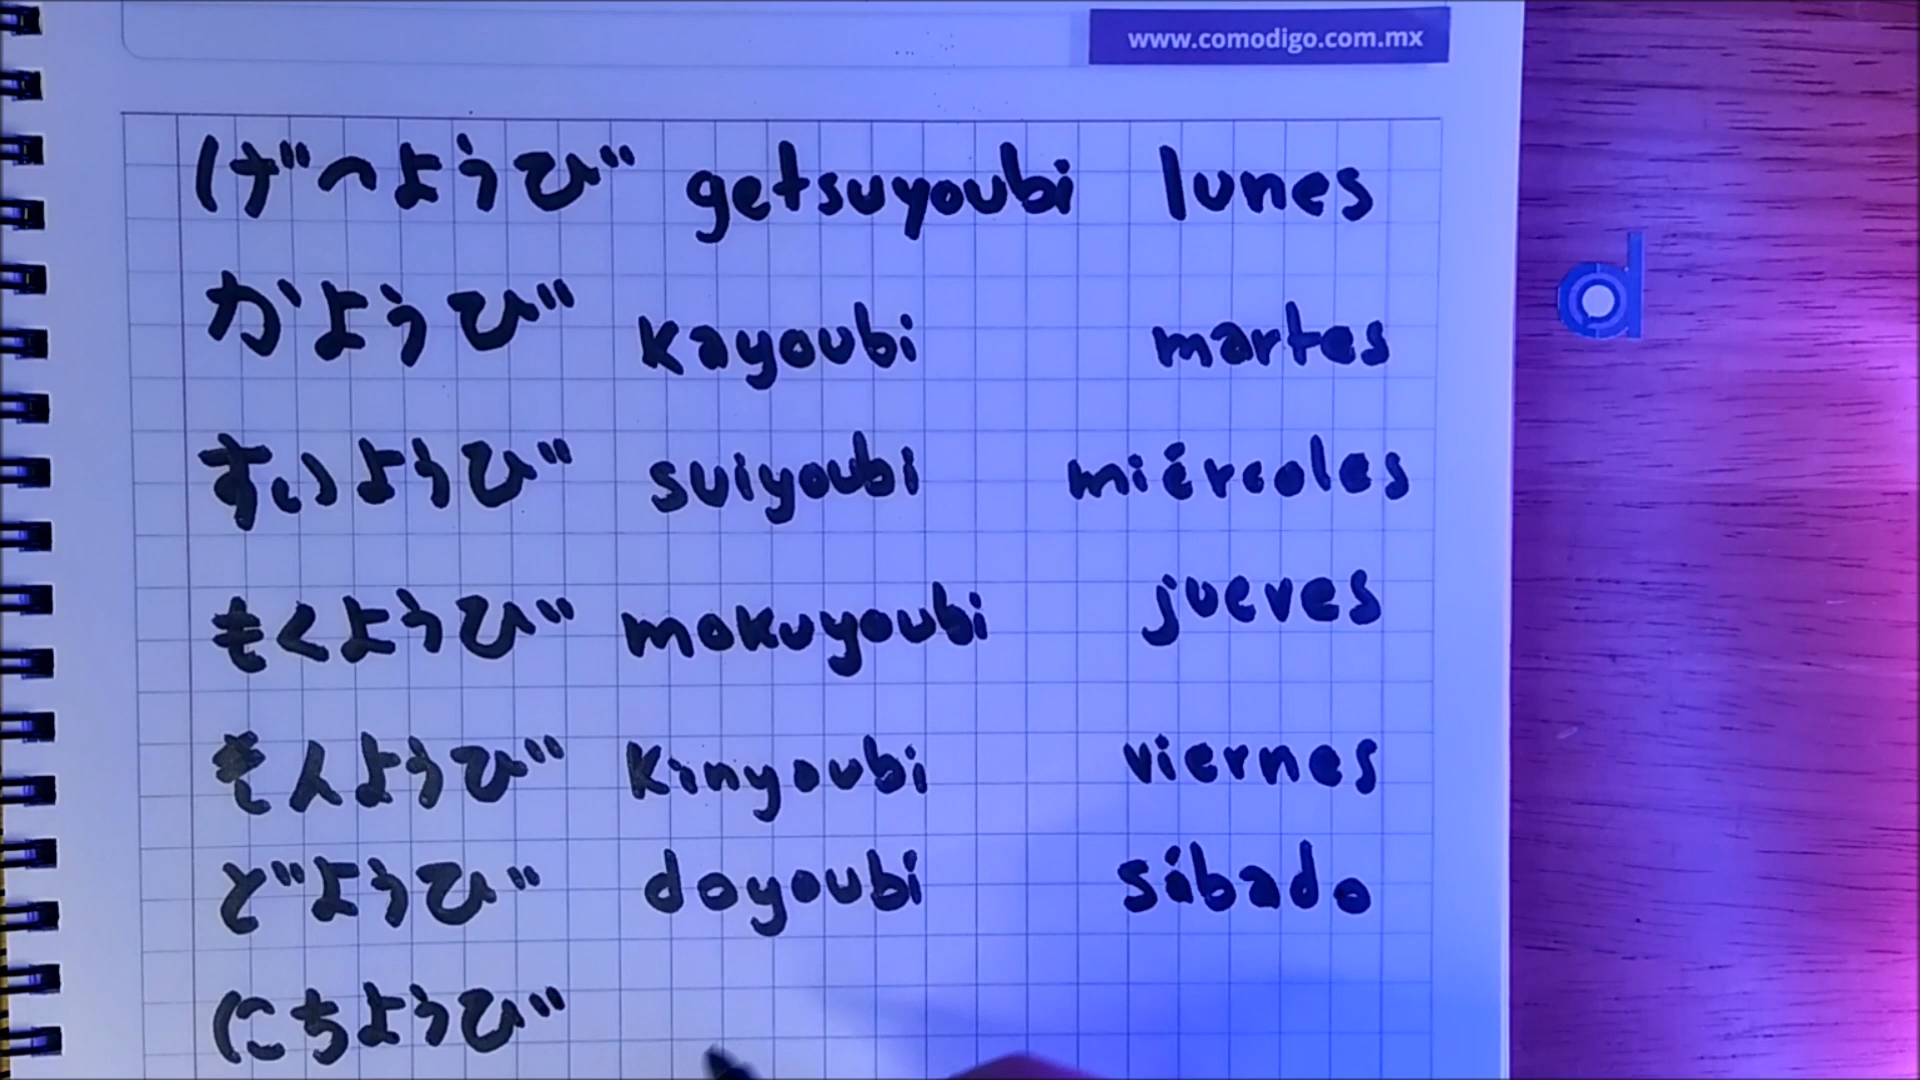 www.comodigo.com.mx
げつようび getsuyoubi lunes
かようび kayoubi martes
すいようび suiyoubi miércoles
もくようび mokuyoubi jueves
きんようび kinyoubi viernes
どようび doyoubi sábado
にちようび
d